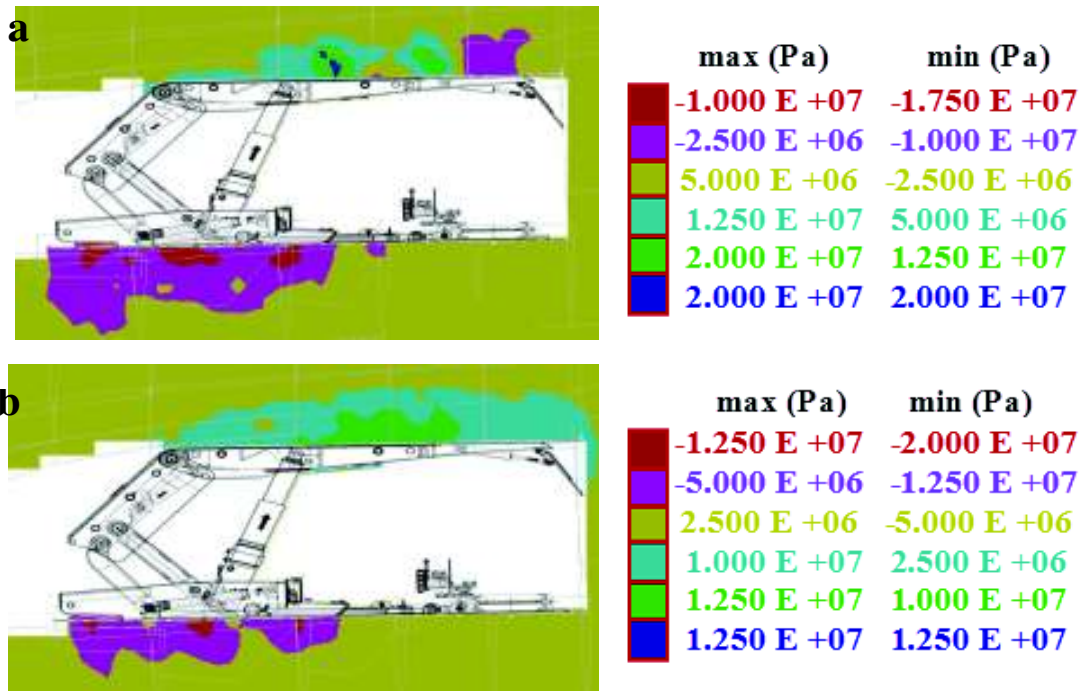 a
max (Pa) min (Pa)
-1.000 E +07 -1.750 E +07
-2.500 E +06 -1.000 E +07
5.000 E +06 -2.500 E +06
1.250 E +07 5.000 E +06
2.000 E +07 1.250 E +07
2.000 E +07 2.000 E +07
b
max (Pa) min (Pa)
-1.250 E +07 -2.000 E +07
-5.000 E +06 -1.250 E +07
2.500 E +06 -5.000 E +06
1.000 E +07 2.500 E +06
1.250 E +07 1.000 E +07
1.250 E +07 1.250 E +07